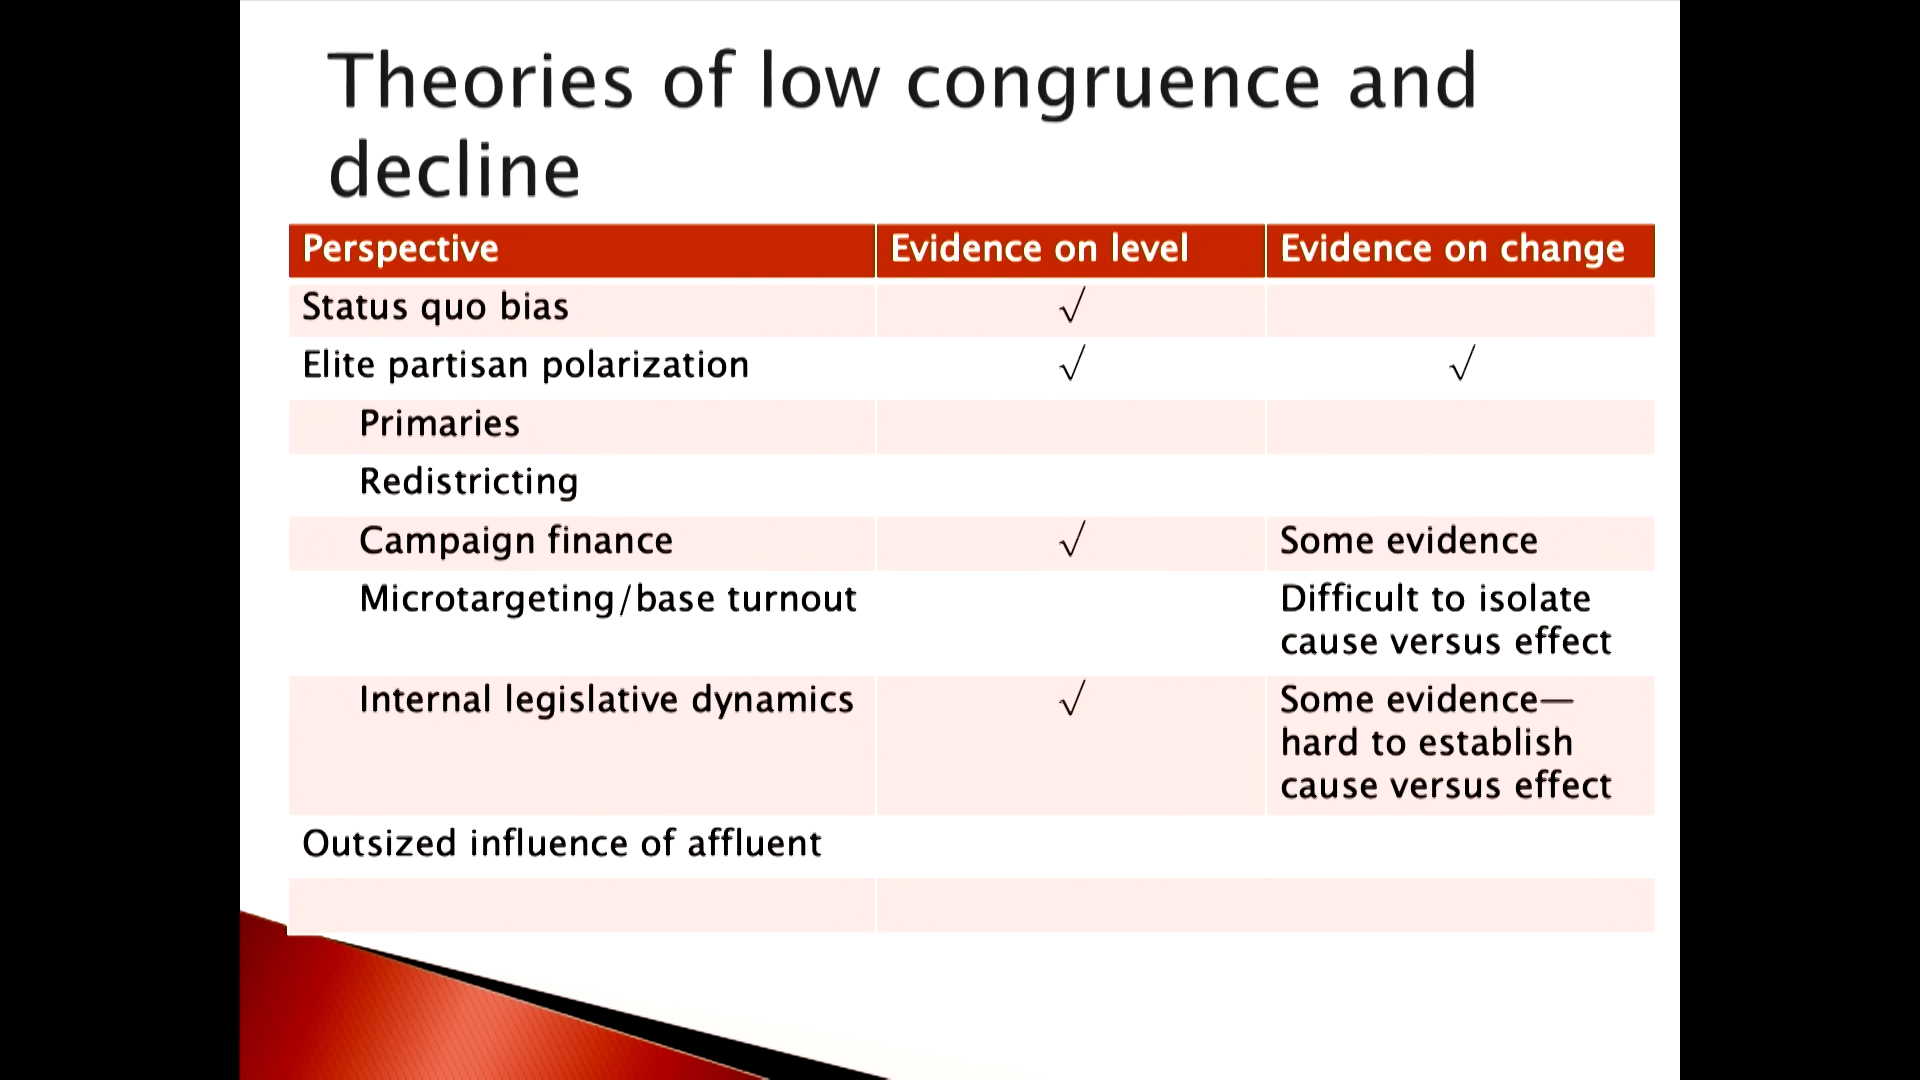 Theories of low congruence and
decline
Perspective Evidence on level Evidence on change
Status quo bias √
Elite partisan polarization √ √
Primaries
Redistricting
Campaign finance √ Some evidence
Microtargeting/base turnout Difficult to isolate
cause versus effect
Internal legislative dynamics √ Some evidence—
hard to establish
cause versus effect
Outsized influence of affluent